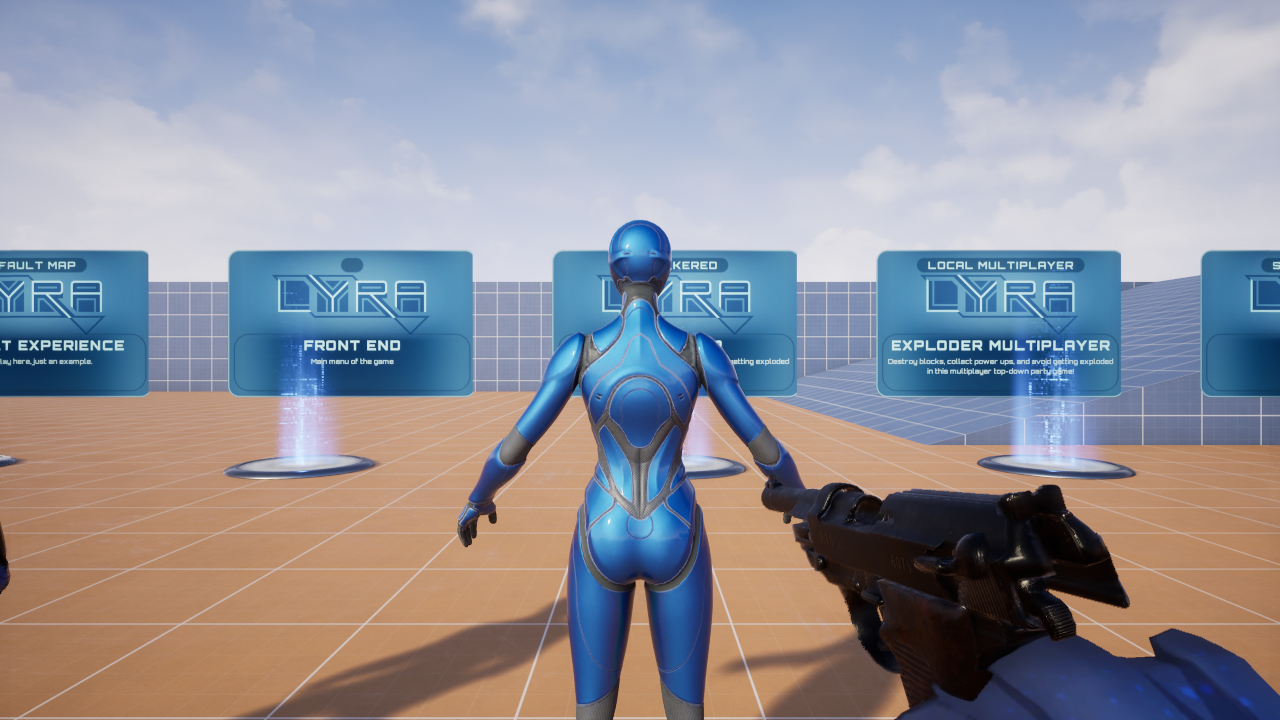 FAULT MAP
LYRA
T EXPERIENCE
lay here, just an example.
LYRA
FRONT END
Main menu of the game
KERED
LYRA
getting exploded
LOCAL MULTIPLAYER
LYRA
EXPLODER MULTIPLAYER
Destroy blocks, collect power ups, and avoid getting exploded
in this multiplayer top-down party game!